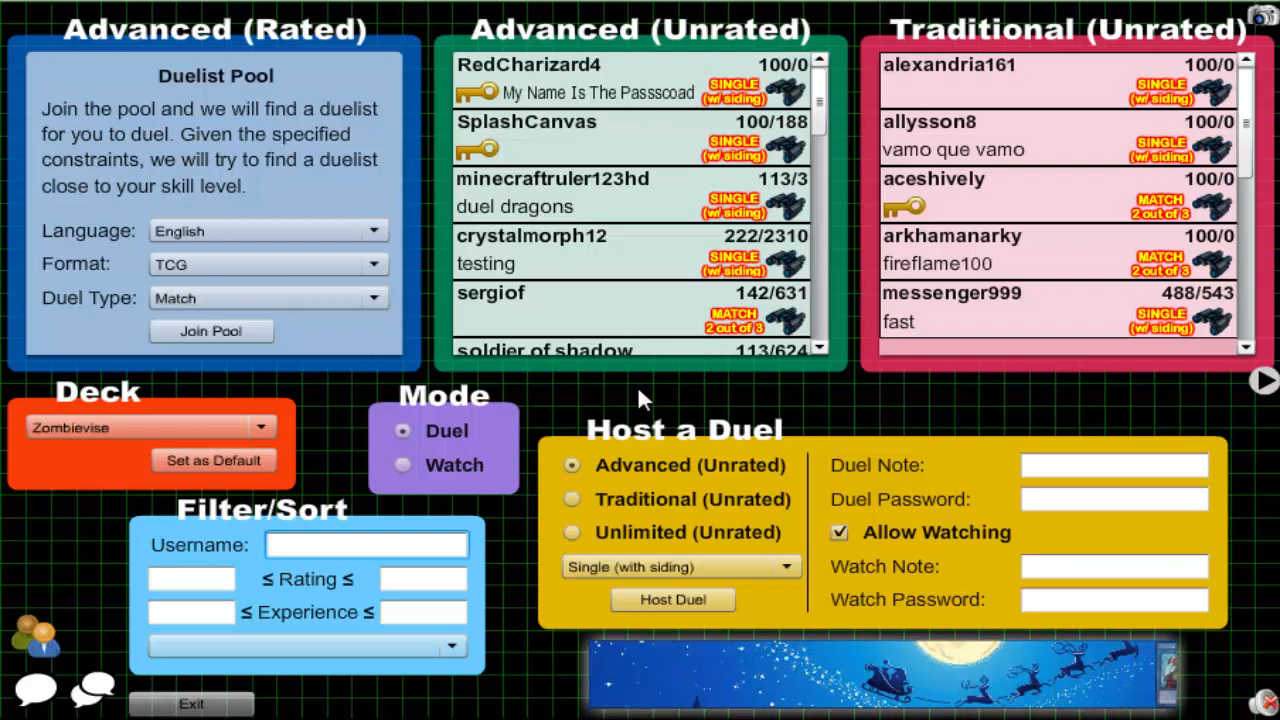 Advanced (Rated)
Duelist Pool
Join the pool and we will find a duelist
for you to duel. Given the specified
constraints, we will try to find a duelist
close to your skill level.
Language: English
Format: TCG
Duel Type: Match
Join Pool
Advanced (Unrated)
RedCharizard4 100/0
My Name Is The Passscoad SINGLE (w/ siding)
SplashCanvas 100/188
SINGLE (w/ siding)
minecraftruler123hd 113/3
duel dragons SINGLE (w/ siding)
crystalmorph12 222/2310
testing SINGLE (w/ siding)
sergiof 142/631
MATCH 2 out of 3
soldier of shadow 113/624
Traditional (Unrated)
alexandria161 100/0
SINGLE (w/ siding)
allysson8 100/0
vamo que vamo SINGLE (w/ siding)
aceshively 100/0
MATCH 2 out of 3
arkhamanarky 100/0
fireflame100 MATCH 2 out of 3
messenger999 488/543
fast SINGLE (w/ siding)
Deck
Zombievise
Set as Default
Mode
Duel
Watch
Filter/Sort
Username:
≤ Rating ≤
≤ Experience ≤
Exit
Host a Duel
Advanced (Unrated)
Traditional (Unrated)
Unlimited (Unrated)
Single (with siding)
Host Duel
Duel Note:
Duel Password:
Allow Watching
Watch Note:
Watch Password: